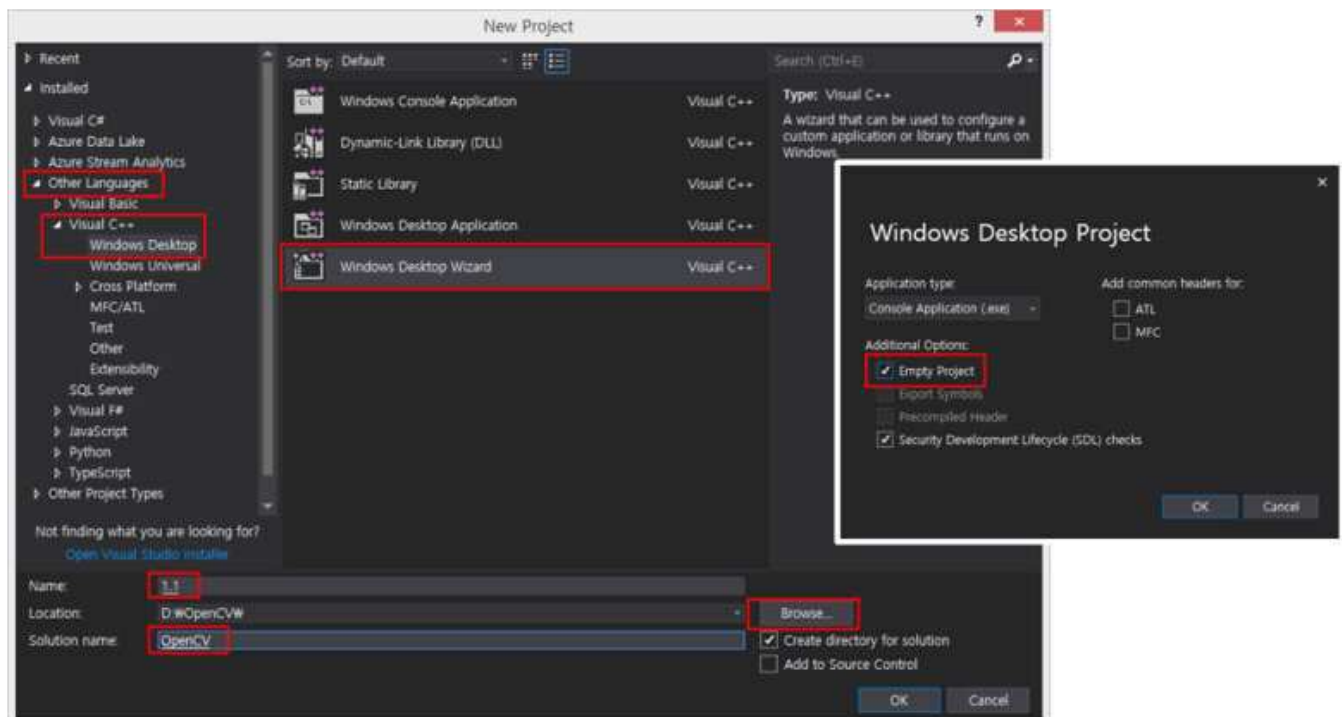 New Project
?
Recent
Installed
Visual C#
Azure Data Lake
Azure Stream Analytics
Other Languages
Visual Basic
Visual C++
Windows Desktop
Windows Universal
Cross Platform
MFC/ATL
Test
Other
Extensibility
SQL Server
Visual F#
JavaScript
Python
TypeScript
Other Project Types
Not finding what you are looking for?
Open Visual Studio Installer
Sort by: Default
Windows Console Application Visual C++
Dynamic-Link Library (DLL) Visual C++
Static Library Visual C++
Windows Desktop Application Visual C++
Windows Desktop Wizard Visual C++
Search (Ctrl+E)
Type: Visual C++
A wizard that can be used to configure a
custom application or library that runs on
Windows.
Name: 1.1
Location: D:₩OpenCV₩
Browse...
Solution name: OpenCV
Create directory for solution
Add to Source Control
OK Cancel
Windows Desktop Project
Application type:
Console Application (.exe)
Additional Options:
Empty Project
Export Symbols
Precompiled Header
Security Development Lifecycle (SDL) checks
Add common headers for:
ATL
MFC
OK Cancel